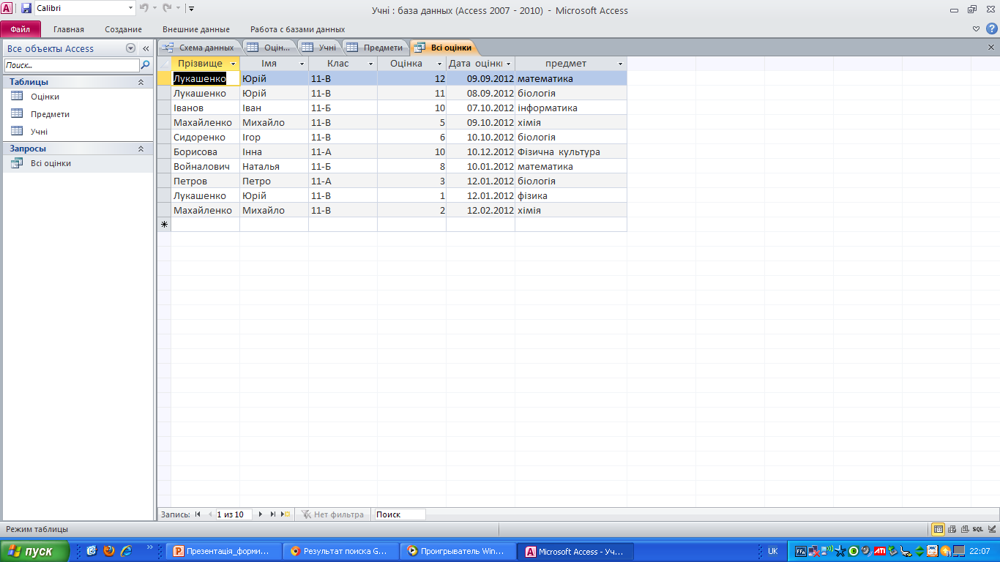 Calibri
Учні : база данных (Access 2007 - 2010) - Microsoft Access
Файл Главная Создание Внешние данные Работа с базами данных
Все объекты Access
Поиск...
Таблицы
Оцінки
Предмети
Учні
Запросы
Всі оцінки
Схема данных Оцін... Учні Предмети Всі оцінки
Прізвище Імя Клас Оцінка Дата оцінки предмет
Лукашенко Юрій 11-В 12 09.09.2012 математика
Лукашенко Юрій 11-В 11 08.09.2012 біологія
Іванов Іван 11-Б 10 07.10.2012 інформатика
Махайленко Михайло 11-В 5 09.10.2012 хімія
Сидоренко Ігор 11-В 6 10.10.2012 біологія
Борисова Інна 11-А 10 10.12.2012 Фізична культура
Войналович Наталья 11-Б 8 10.01.2012 математика
Петров Петро 11-А 3 12.01.2012 біологія
Лукашенко Юрій 11-В 1 12.01.2012 фізика
Махайленко Михайло 11-В 2 12.02.2012 хімія
Запись: 1 из 10 Нет фильтра Поиск
Режим таблицы SQL
пуск Презентація_форми... Результат поиска G... Проигрыватель Win... Microsoft Access - Уч... UK ATI 22:07